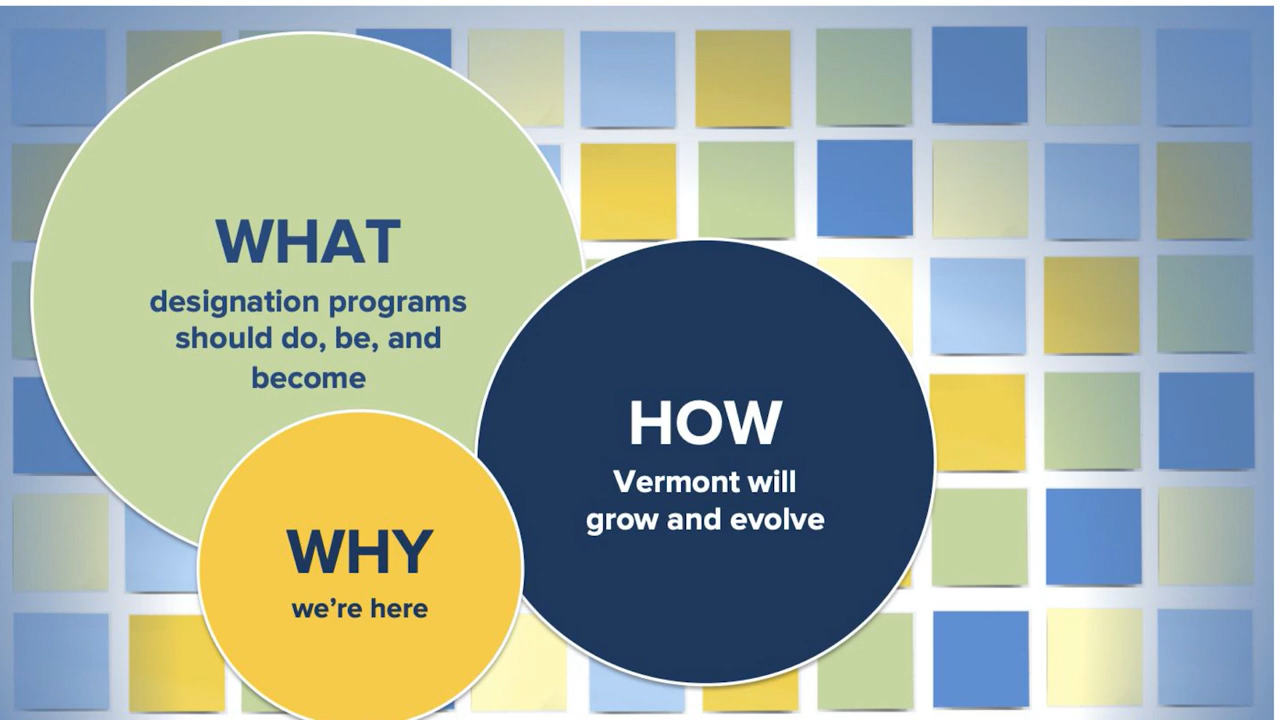 WHAT
designation programs
should do, be, and
become
HOW
Vermont will
grow and evolve
WHY
we're here